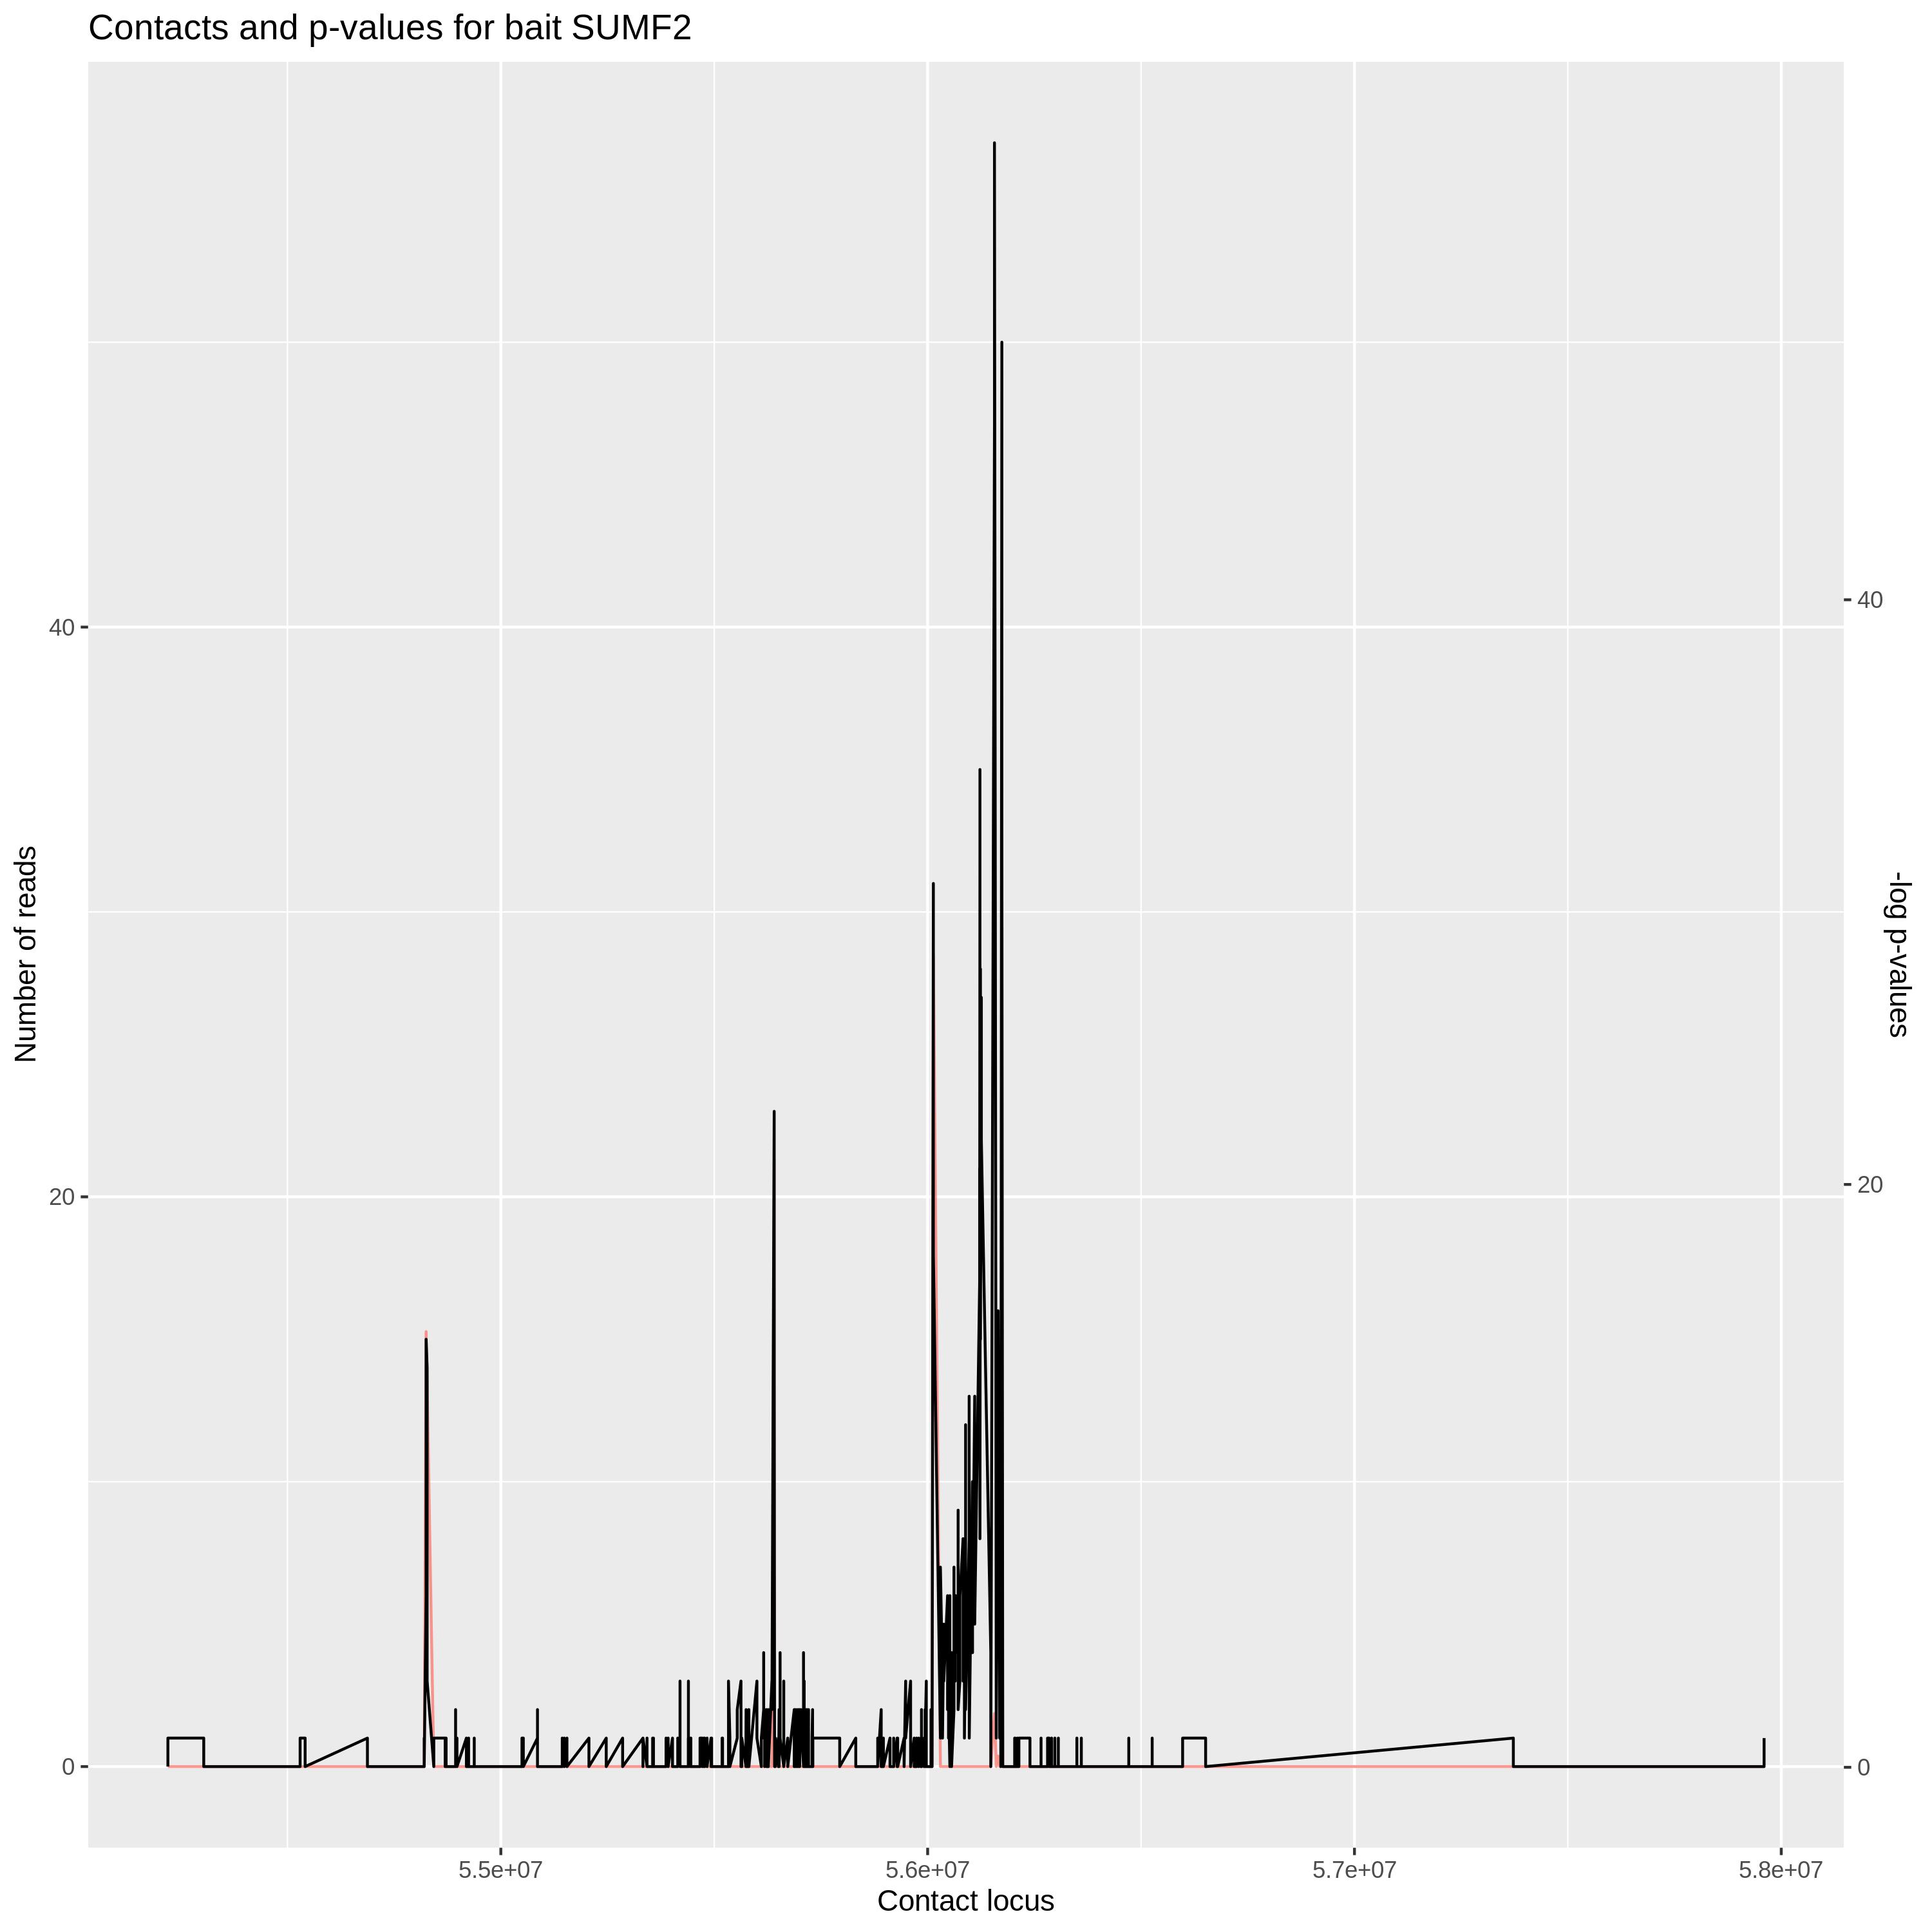 Contacts and p-values for bait SUMF2
Number of reads
40
20
0
-log p-values
40
20
0
5.5e+07 5.6e+07 5.7e+07 5.8e+07
Contact locus